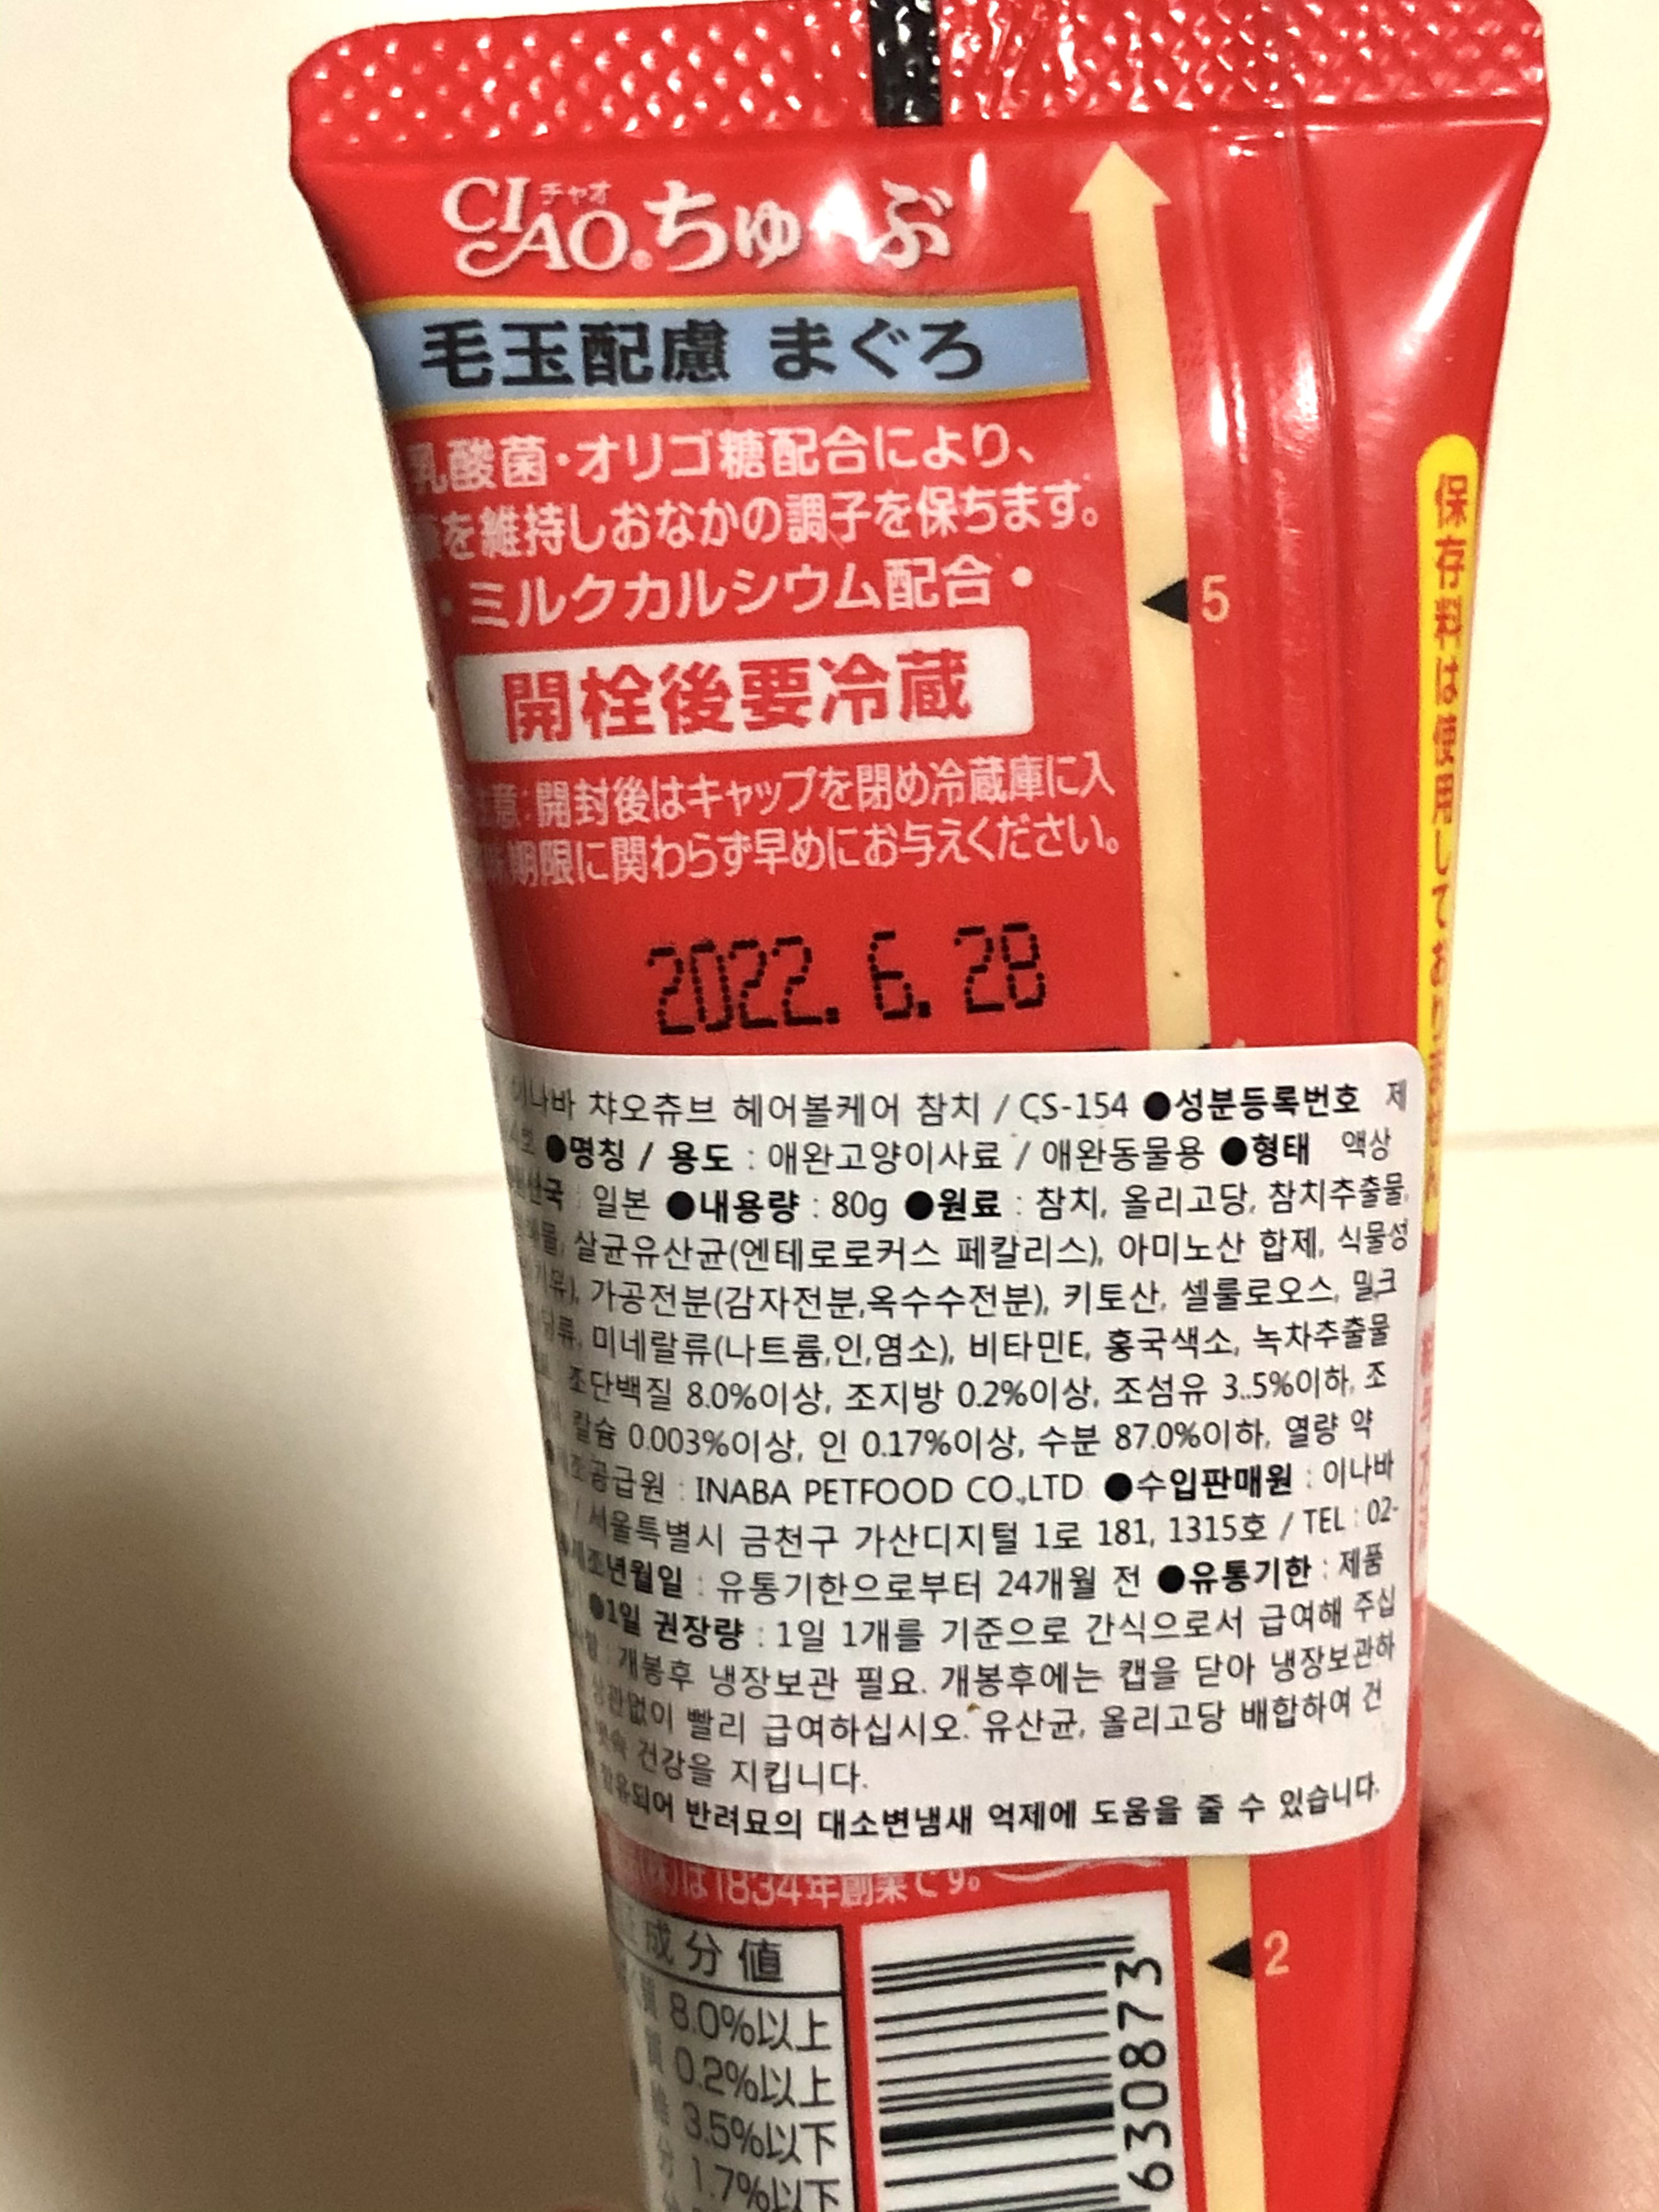 CIAO チャオ ちゅ～ぶ
毛玉配慮 まぐろ
乳酸菌・オリゴ糖配合により、
を維持しおなかの調子を保ちます。
・ミルクカルシウム配合・
5
開栓後要冷蔵
注意:開封後はキャップを閉め冷蔵庫に入
期限に関わらず早めにお与えください。
保存料は使用しており
2022. 6. 28
이나바 챠오츄브 헤어볼케어 참치 / CS-154 ●성분등록번호 제
●명칭 / 용도 : 애완고양이사료 / 애완동물용 ●형태 액상
: 일본 ●내용량 : 80g ●원료 : 참치, 올리고당, 참치추출물,
살균유산균(엔테로로커스 페칼리스), 아미노산 합제, 식물성
가공전분(감자전분,옥수수전분), 키토산, 셀룰로오스, 밀크
미네랄류(나트륨,인,염소), 비타민E, 홍국색소, 녹차추출물
조단백질 8.0%이상, 조지방 0.2%이상, 조섬유 3..5%이하, 조
칼슘 0.003%이상, 인 0.17%이상, 수분 87.0%이하, 열량 약
공급원 : INABA PETFOOD CO.,LTD ●수입판매원 : 이나바
/ 서울특별시 금천구 가산디지털 1로 181, 1315호 / TEL : 02-
●제조년월일 : 유통기한으로부터 24개월 전 ●유통기한 : 제품
●1일 권장량 : 1일 1개를 기준으로 간식으로서 급여해 주십
: 개봉후 냉장보관 필요. 개봉후에는 캡을 닫아 냉장보관하
상관없이 빨리 급여하십시오. 유산균, 올리고당 배합하여 건
건강을 지킵니다.
함유되어 반려묘의 대소변냄새 억제에 도움을 줄 수 있습니다.
(株)は1834年創業です。
成分値
8.0%以上
0.2%以上
3.5%以下
1.7%以下
630873
2